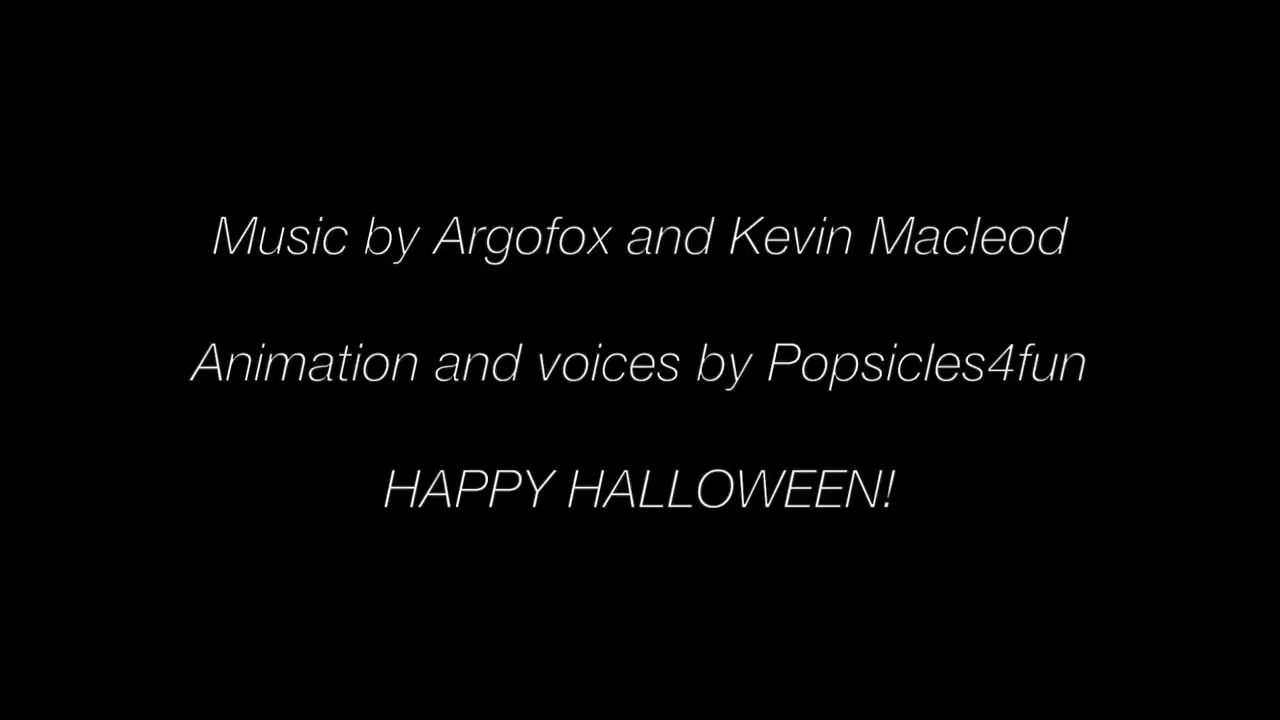 Music by Argofox and Kevin Macleod
Animation and voices by Popsicles4fun
HAPPY HALLOWEEN!